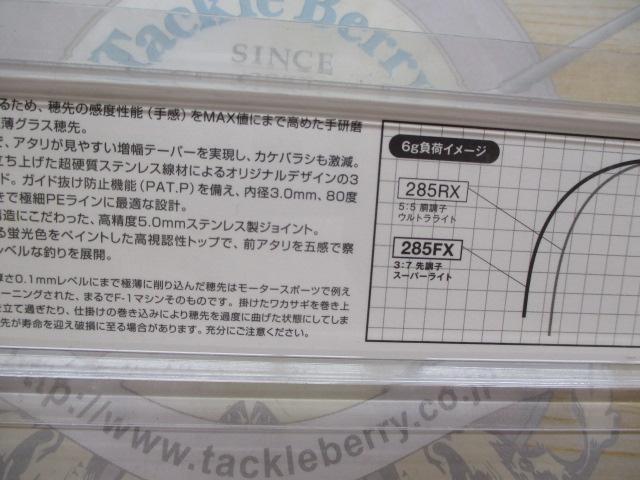 Tackle Berry
SINCE
るため、穂先の感度性能(手感)をMAX値にまで高めた手研磨
薄グラス穂先。
、アタリが見やすい増幅テーパーを実現し、カケバラシも激減。
立ち上げた超硬質ステンレス線材によるオリジナルデザインの3
ド。ガイド抜け防止機能(PAT.P)を備え、内径3.0mm、80度
きで極細PEラインに最適な設計。
造にこだわった、高精度5.0mmステンレス製ジョイント。
る蛍光色をペイントした高視認性トップで、前アタリを五感で察
レベルな釣りを展開。
厚さ0.1mmレベルにまで極薄に削り込んだ穂先はモータースポーツで例え
ーニングされた、まるでF-1マシンそのものです。掛けたワカサギを巻き上
を立て過ぎたり、仕掛けの巻き込みにより穂先を過度に曲げた状態にしてしま
先が寿命を迎え破損に至る場合があります。充分にご注意ください。
6g負荷イメージ
285RX
5:5 胴調子
ウルトラライト
285FX
3:7 先調子
スーパーライト
tp://www.tackleberry.co.j